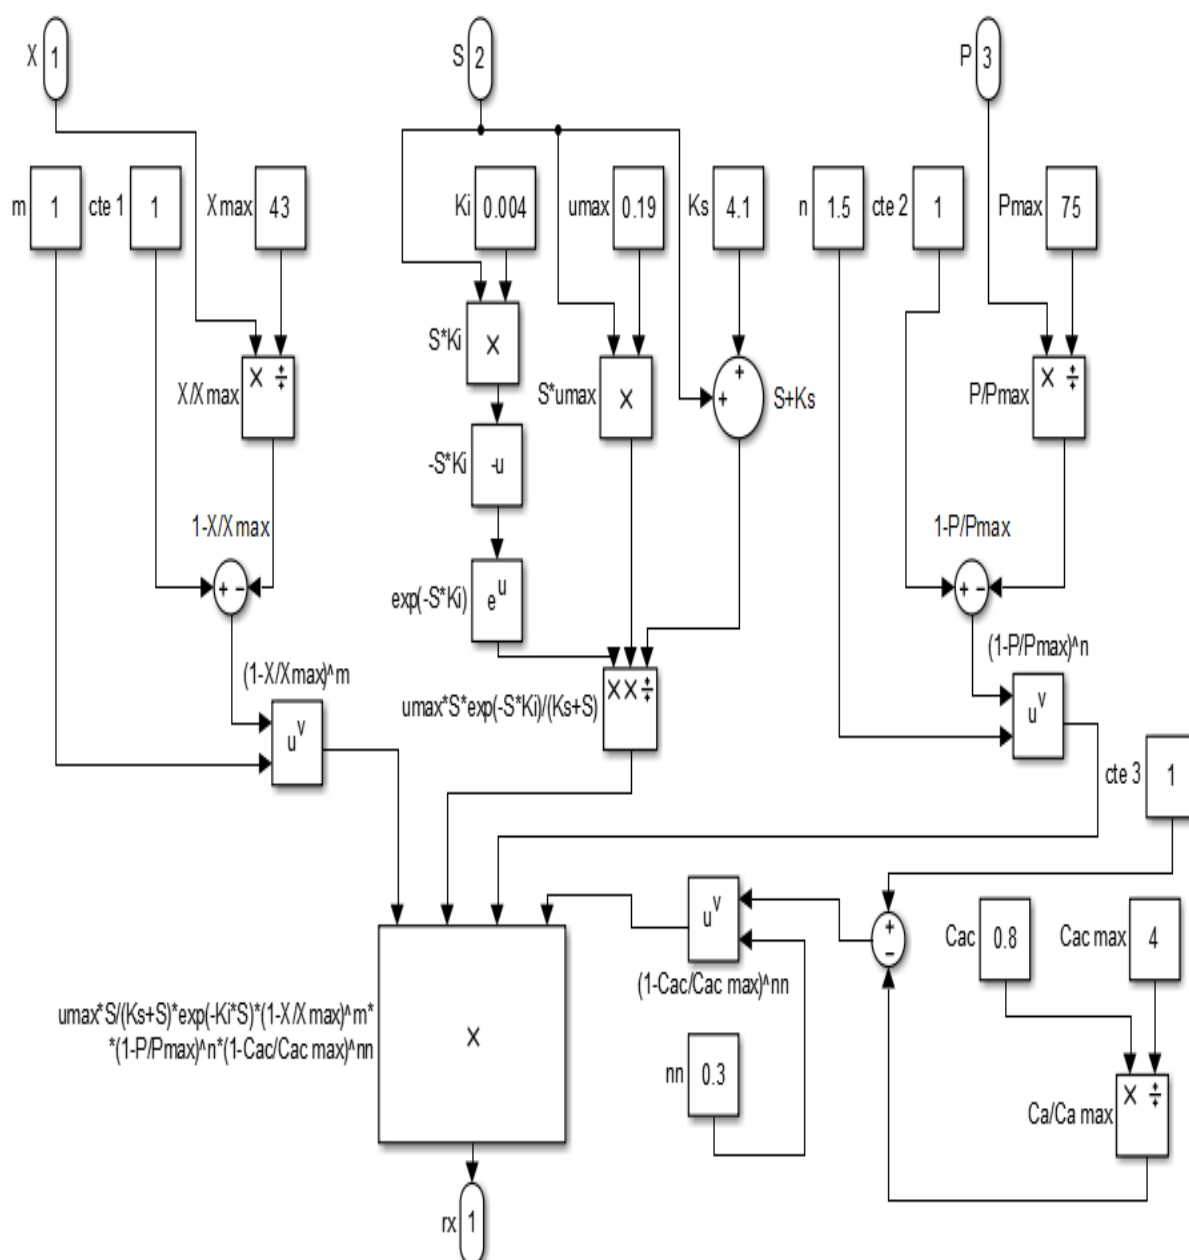 X 1
S 2
P 3
m 1
cte 1 1
Xmax 43
Ki 0.004
umax 0.19
Ks 4.1
n 1.5
cte 2 1
Pmax 75
S*Ki ×
X/Xmax × ÷
S*umax ×
+ +
S+Ks
P/Pmax × ÷
-S*Ki -u
1-X/Xmax
1-P/Pmax
+ −
exp(-S*Ki) e^u
+ −
(1-X/Xmax)^m
u^v
umax*S*exp(-S*Ki)/(Ks+S) × × ÷
(1-P/Pmax)^n
u^v
cte 3 1
u^v
(1-Cac/Cac max)^nn
+
−
Cac 0.8
Cac max 4
umax*S/(Ks+S)*exp(-Ki*S)*(1-X/Xmax)^m*
*(1-P/Pmax)^n*(1-Cac/Cac max)^nn
×
nn 0.3
Ca/Ca max × ÷
rx 1